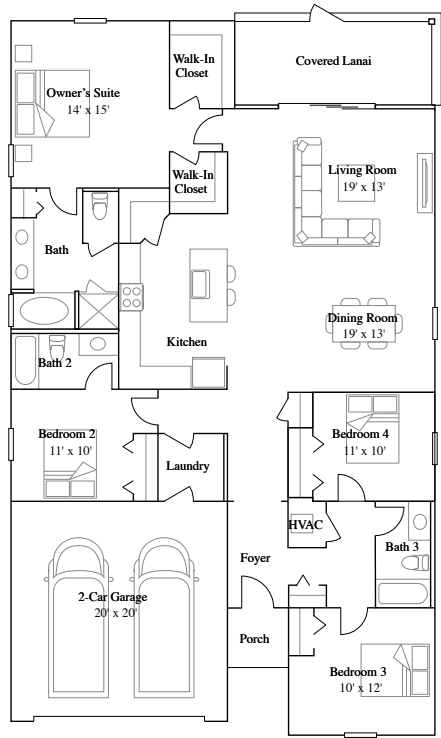 Walk-In
Closet
Covered Lanai
Owner's Suite
14' x 15'
Walk-In
Closet
Living Room
19' x 13'
Bath
Dining Room
19' x 13'
Kitchen
Bath 2
Bedroom 2
11' x 10'
Bedroom 4
11' x 10'
Laundry
HVAC
Bath 3
Foyer
2-Car Garage
20' x 20'
Porch
Bedroom 3
10' x 12'